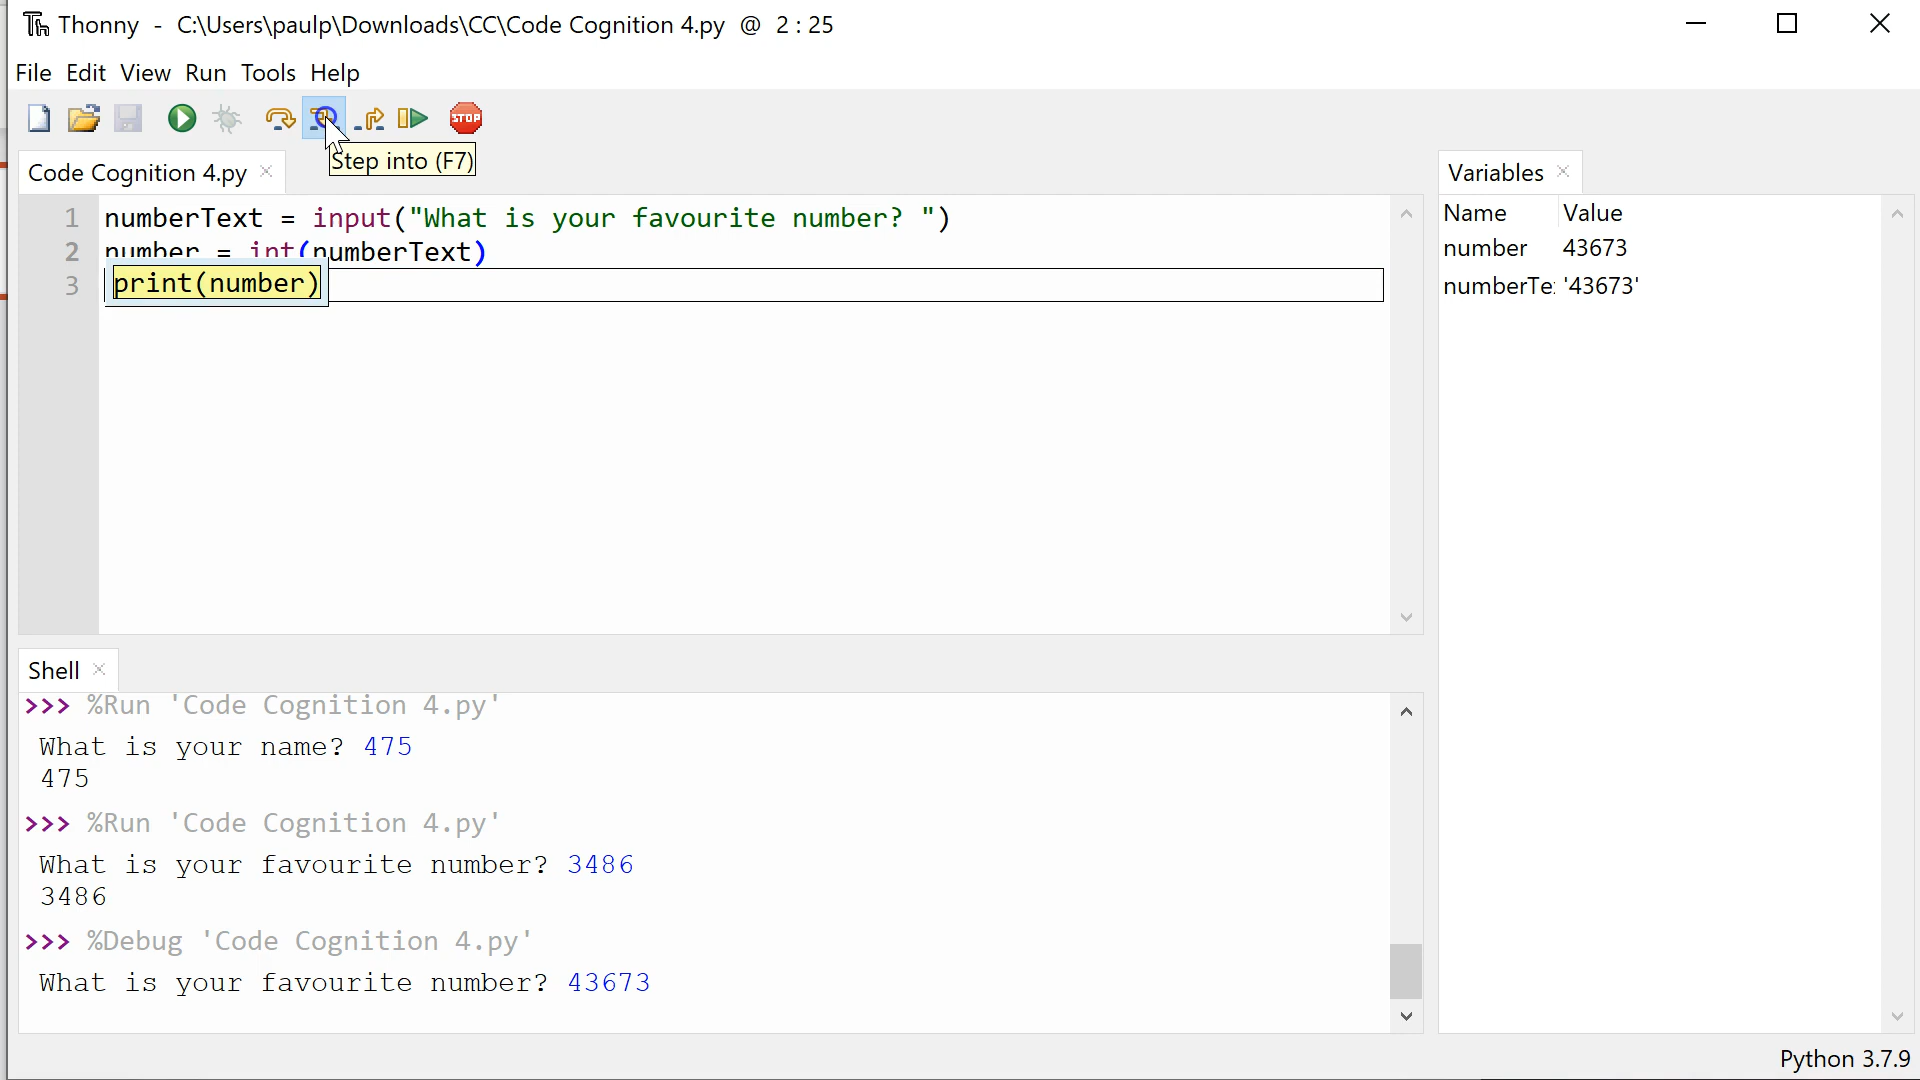 Thonny - C:\Users\paulp\Downloads\CC\Code Cognition 4.py @ 2 : 25
File Edit View Run Tools Help
STOP
Step into (F7)
Code Cognition 4.py
1 numberText = input("What is your favourite number? ")
2 number = int(numberText)
3 print(number)
Variables
Name Value
number 43673
numberTe: '43673'
Shell
>>> %Run 'Code Cognition 4.py'
What is your name? 475
475
>>> %Run 'Code Cognition 4.py'
What is your favourite number? 3486
3486
>>> %Debug 'Code Cognition 4.py'
What is your favourite number? 43673
Python 3.7.9